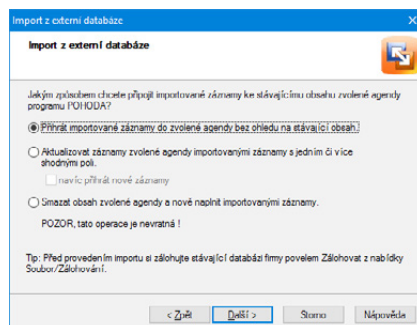 Import z externí databáze
Import z externí databáze
Jakým způsobem chcete připojit importované záznamy ke stávajícímu obsahu zvolené agendy
programu POHODA?
Přihrát importované záznamy do zvolené agendy bez ohledu na stávající obsah.
Aktualizovat záznamy zvolené agendy importovanými záznamy s jedním či více
shodnými poli.
navíc přihrát nové záznamy
Smazat obsah zvolené agendy a nově naplnit importovanými záznamy.
POZOR, tato operace je nevratná !
Tip: Před provedením importu si zálohujte stávající databázi firmy povelem Zálohovat z nabídky
Soubor/Zálohování.
< Zpět Další > Storno Nápověda